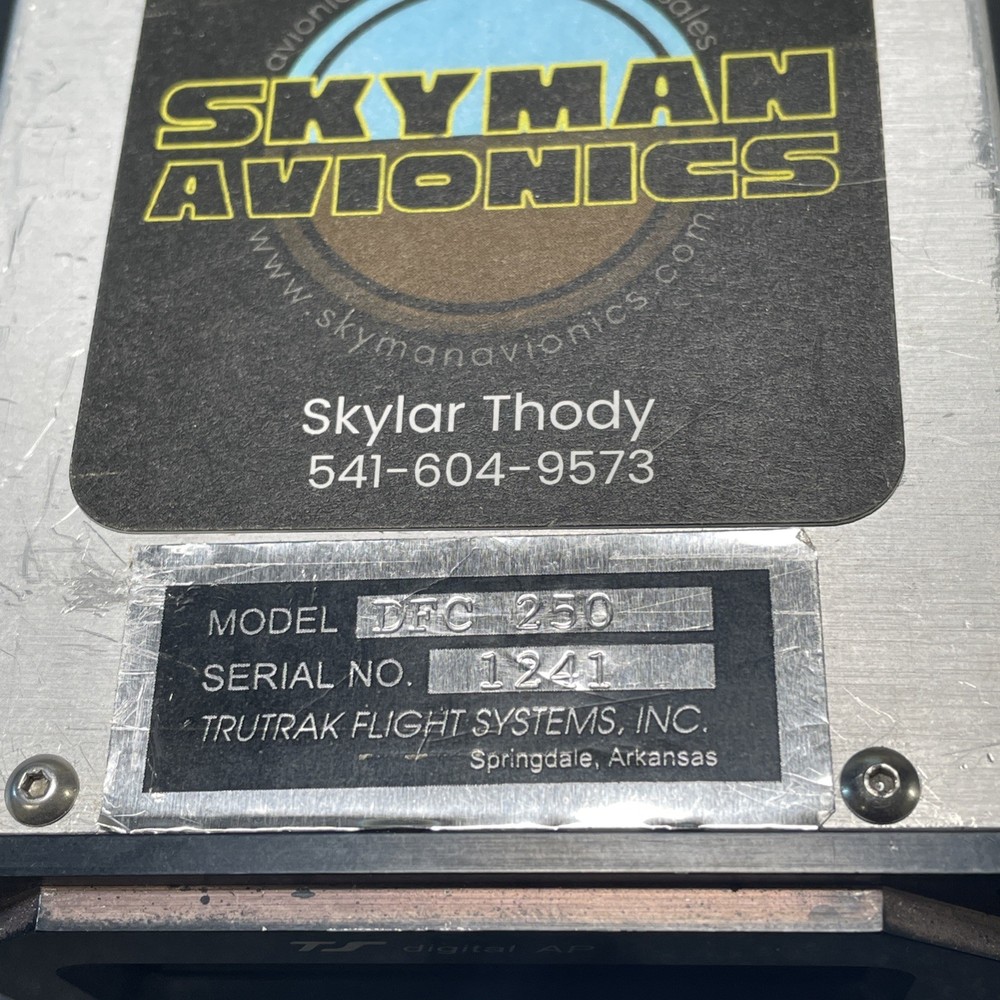 avionics sales
SKYMAN
AVIONICS
www.skymanavionics.com
Skylar Thody
541-604-9573
MODEL DFC 250
SERIAL NO. 1241
TRUTRAK FLIGHT SYSTEMS, INC.
Springdale, Arkansas
digital AP